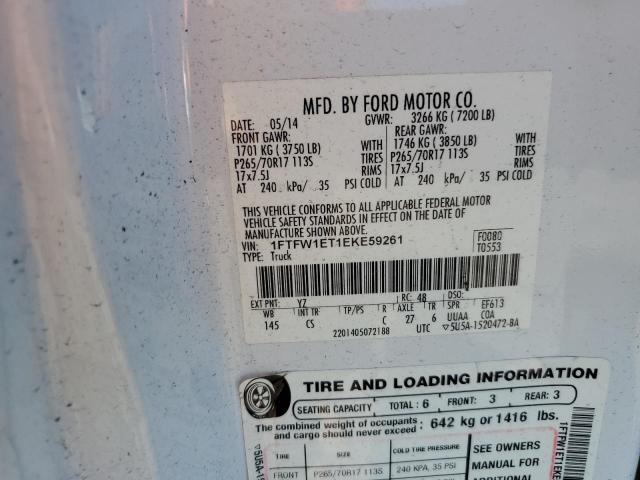 MFD. BY FORD MOTOR CO.
DATE: 05/14 GVWR: 3266 KG ( 7200 LB)
FRONT GAWR: REAR GAWR:
1701 KG ( 3750 LB) WITH 1746 KG ( 3850 LB) WITH
P265/70R17 113S TIRES P265/70R17 113S TIRES
17x7.5J RIMS 17x7.5J RIMS
AT 240 kPa/ 35 PSI COLD AT 240 kPa/ 35 PSI COLD
THIS VEHICLE CONFORMS TO ALL APPLICABLE FEDERAL MOTOR
VEHICLE SAFETY STANDARDS IN EFFECT ON THE DATE OF
MANUFACTURE SHOWN ABOVE.
VIN: 1FTFW1ET1EKE59261 F0080
TYPE: Truck T0553
EXT PNT: YZ RC: 48 DSO:
WB INT TR TP/PS R AXLE TR SPR EF613
145 CS C 27 6 UUAA COA
2201405072188 UTC ▽5U5A-1520472-BA
TIRE AND LOADING INFORMATION
SEATING CAPACITY TOTAL: 6 FRONT: 3 REAR: 3
The combined weight of occupants and cargo should never exceed: 642 kg or 1416 lbs.
TIRE SIZE COLD TIRE PRESSURE SEE OWNERS
FRONT P265/70R17 113S 240 KPA, 35 PSI MANUAL FOR
ADDITIONAL